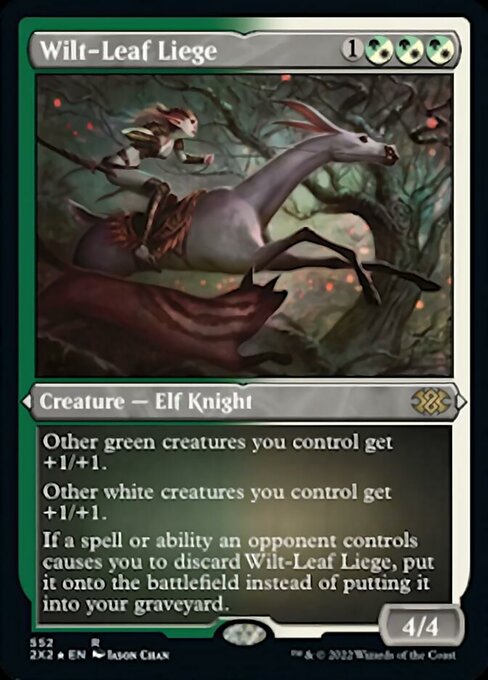 Wilt-Leaf Liege 1
Creature — Elf Knight
Other green creatures you control get
+1/+1.
Other white creatures you control get
+1/+1.
If a spell or ability an opponent controls
causes you to discard Wilt-Leaf Liege, put
it onto the battlefield instead of putting it
into your graveyard.
4/4
552 R
2X2 ★ EN Jason Chan
™ & © 2022 Wizards of the Coast